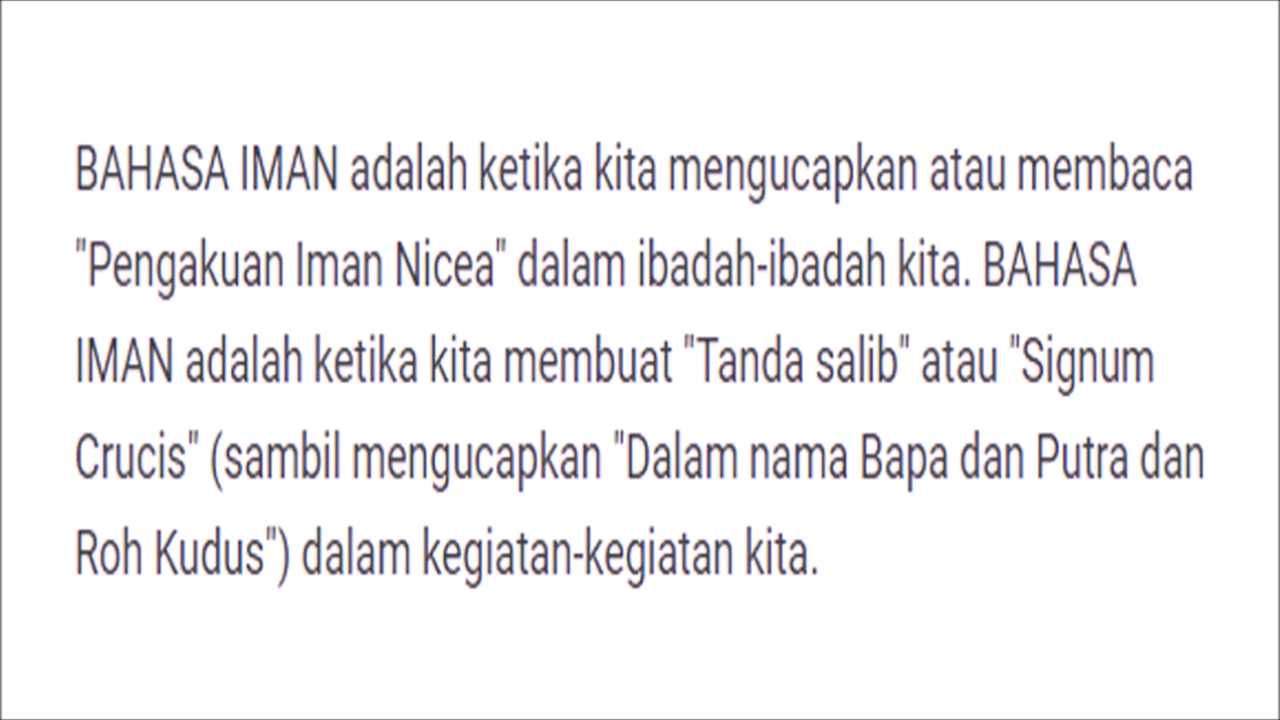 BAHASA IMAN adalah ketika kita mengucapkan atau membaca
"Pengakuan Iman Nicea" dalam ibadah-ibadah kita. BAHASA
IMAN adalah ketika kita membuat "Tanda salib" atau "Signum
Crucis" (sambil mengucapkan "Dalam nama Bapa dan Putra dan
Roh Kudus") dalam kegiatan-kegiatan kita.